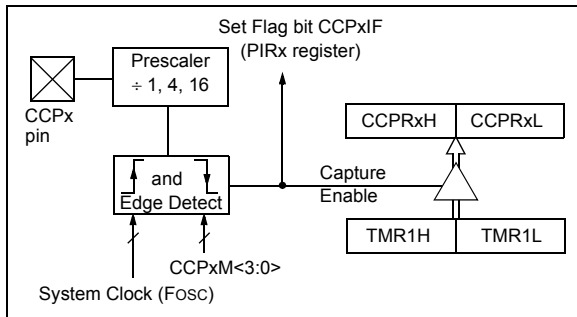 Set Flag bit CCPxIF
(PIRx register)
Prescaler
÷ 1, 4, 16
CCPx
pin
CCPRxH
CCPRxL
and
Edge Detect
Capture
Enable
TMR1H
TMR1L
CCPxM<3:0>
System Clock (FOSC)